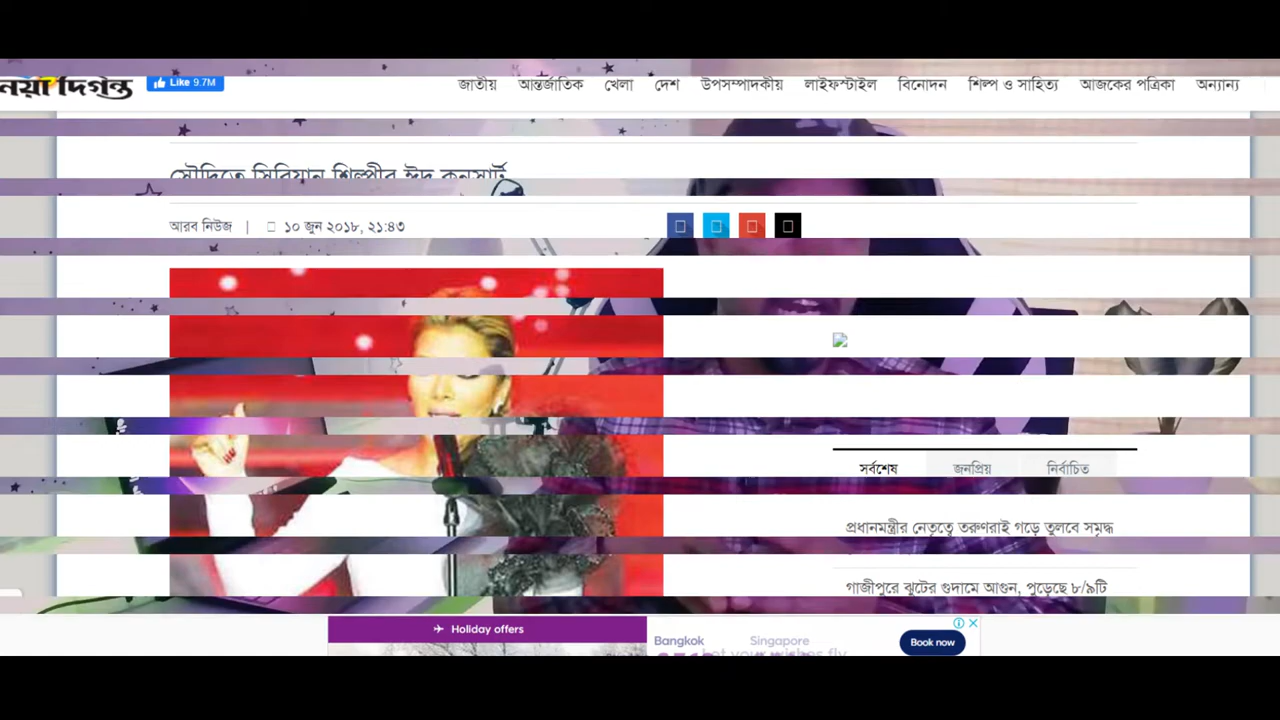 নয়া দিগন্ত
Like 9.7M
জাতীয় আন্তর্জাতিক খেলা দেশ উপসম্পাদকীয় লাইফস্টাইল বিনোদন শিল্প ও সাহিত্য আজকের পত্রিকা অন্যান্য
সৌদিতে সিরিয়ান শিল্পীর ঈদ কনসার্ট
আরব নিউজ | ১০ জুন ২০১৮, ২১:৪৩
সর্বশেষ জনপ্রিয় নির্বাচিত
প্রধানমন্ত্রীর নেতৃত্বে তরুণরাই গড়ে তুলবে সমৃদ্ধ
গাজীপুরে ঝুটের গুদামে আগুন, পুড়েছে ৮/৯টি
Holiday offers
Bangkok Singapore
Book now